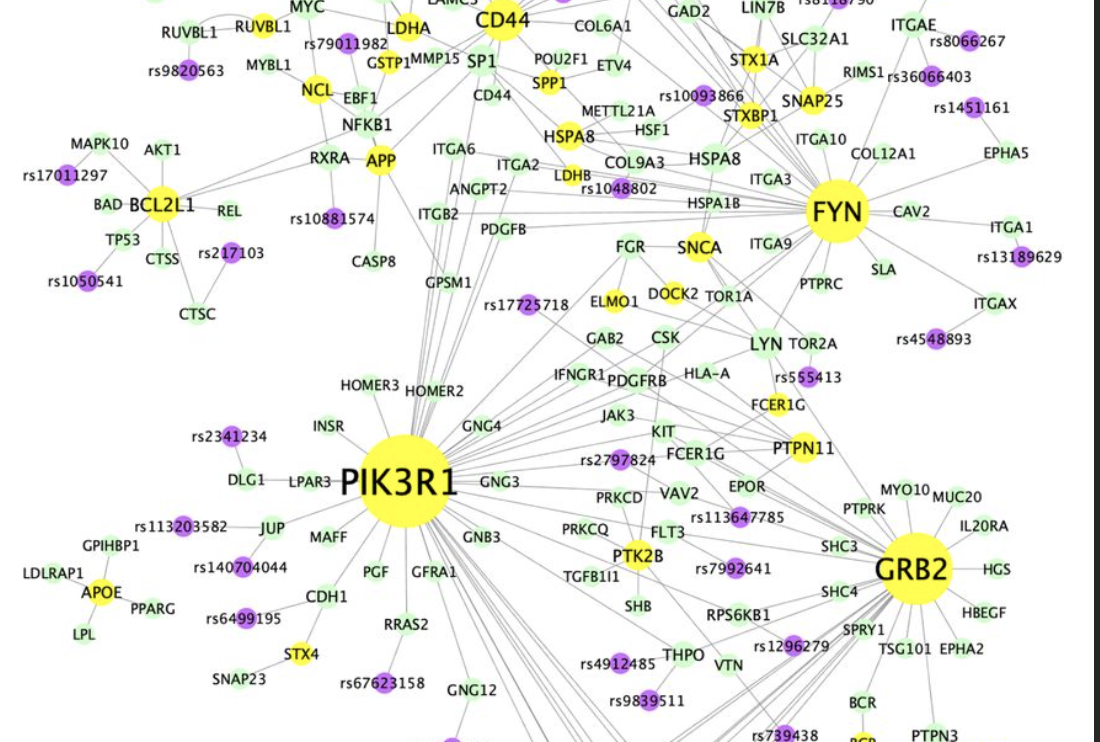 MYC
LAMC3
CD44
GAD2
LIN7B
rs8118790
RUVBL1
RUVBL1
LDHA
COL6A1
ITGAE
rs79011982
SLC32A1
rs8066267
rs9820563
MYBL1
GSTP1
MMP15
SP1
POU2F1
ETV4
STX1A
RIMS1
rs36066403
NCL
EBF1
SPP1
CD44
rs10093866
SNAP25
rs1451161
NFKB1
METTL21A
STXBP1
HSPA8
HSF1
ITGA10
MAPK10
AKT1
RXRA
APP
ITGA6
ITGA2
COL9A3
HSPA8
COL12A1
EPHA5
rs17011297
LDHB
ITGA3
ANGPT2
rs1048802
BAD
BCL2L1
REL
rs10881574
ITGB2
HSPA1B
FYN
CAV2
PDGFB
ITGA1
TP53
CTSS
rs217103
FGR
SNCA
ITGA9
rs13189629
CASP8
SLA
rs1050541
GPSM1
PTPRC
ELMO1
DOCK2
TOR1A
rs17725718
ITGAX
CTSC
GAB2
CSK
LYN
TOR2A
rs4548893
IFNGR1
PDGFRB
HLA-A
rs555413
HOMER3
HOMER2
FCER1G
JAK3
INSR
GNG4
KIT
rs2341234
PTPN11
rs2797824
FCER1G
DLG1
LPAR3
PIK3R1
GNG3
EPOR
PRKCD
VAV2
MYO10
MUC20
PTPRK
rs113647785
rs113203582
JUP
PRKCQ
FLT3
IL20RA
GPIHBP1
MAFF
GNB3
SHC3
PTK2B
rs140704044
LDLRAP1
PGF
GFRA1
TGFB1I1
rs7992641
GRB2
HGS
APOE
CDH1
SHC4
PPARG
SHB
RPS6KB1
HBEGF
rs6499195
RRAS2
SPRY1
LPL
rs1296279
TSG101
EPHA2
STX4
THPO
rs4912485
VTN
SNAP23
rs67623158
GNG12
rs9839511
BCR
rs739438
PTPN3
BCR